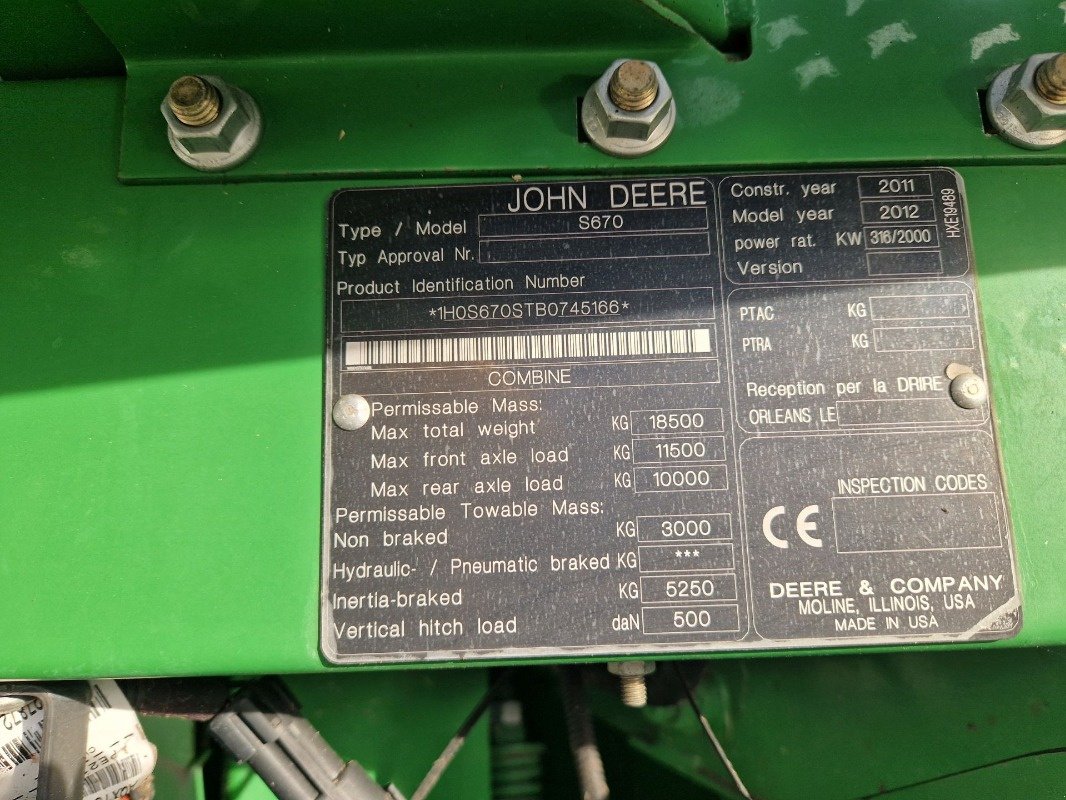 JOHN DEERE
Type / Model S670
Typ Approval Nr.
Product Identification Number
*1H0S670STB0745166*
COMBINE
Permissable Mass:
Max total weight KG 18500
Max front axle load KG 11500
Max rear axle load KG 10000
Permissable Towable Mass:
Non braked KG 3000
Hydraulic- / Pneumatic braked KG ***
Inertia-braked KG 5250
Vertical hitch load daN 500
Constr. year 2011
Model year 2012
power rat. KW 316/2000
Version
HXE19489
PTAC KG
PTRA KG
Reception per la DRIRE
ORLEANS LE
INSPECTION CODES
CE
DEERE & COMPANY
MOLINE, ILLINOIS, USA
MADE IN USA